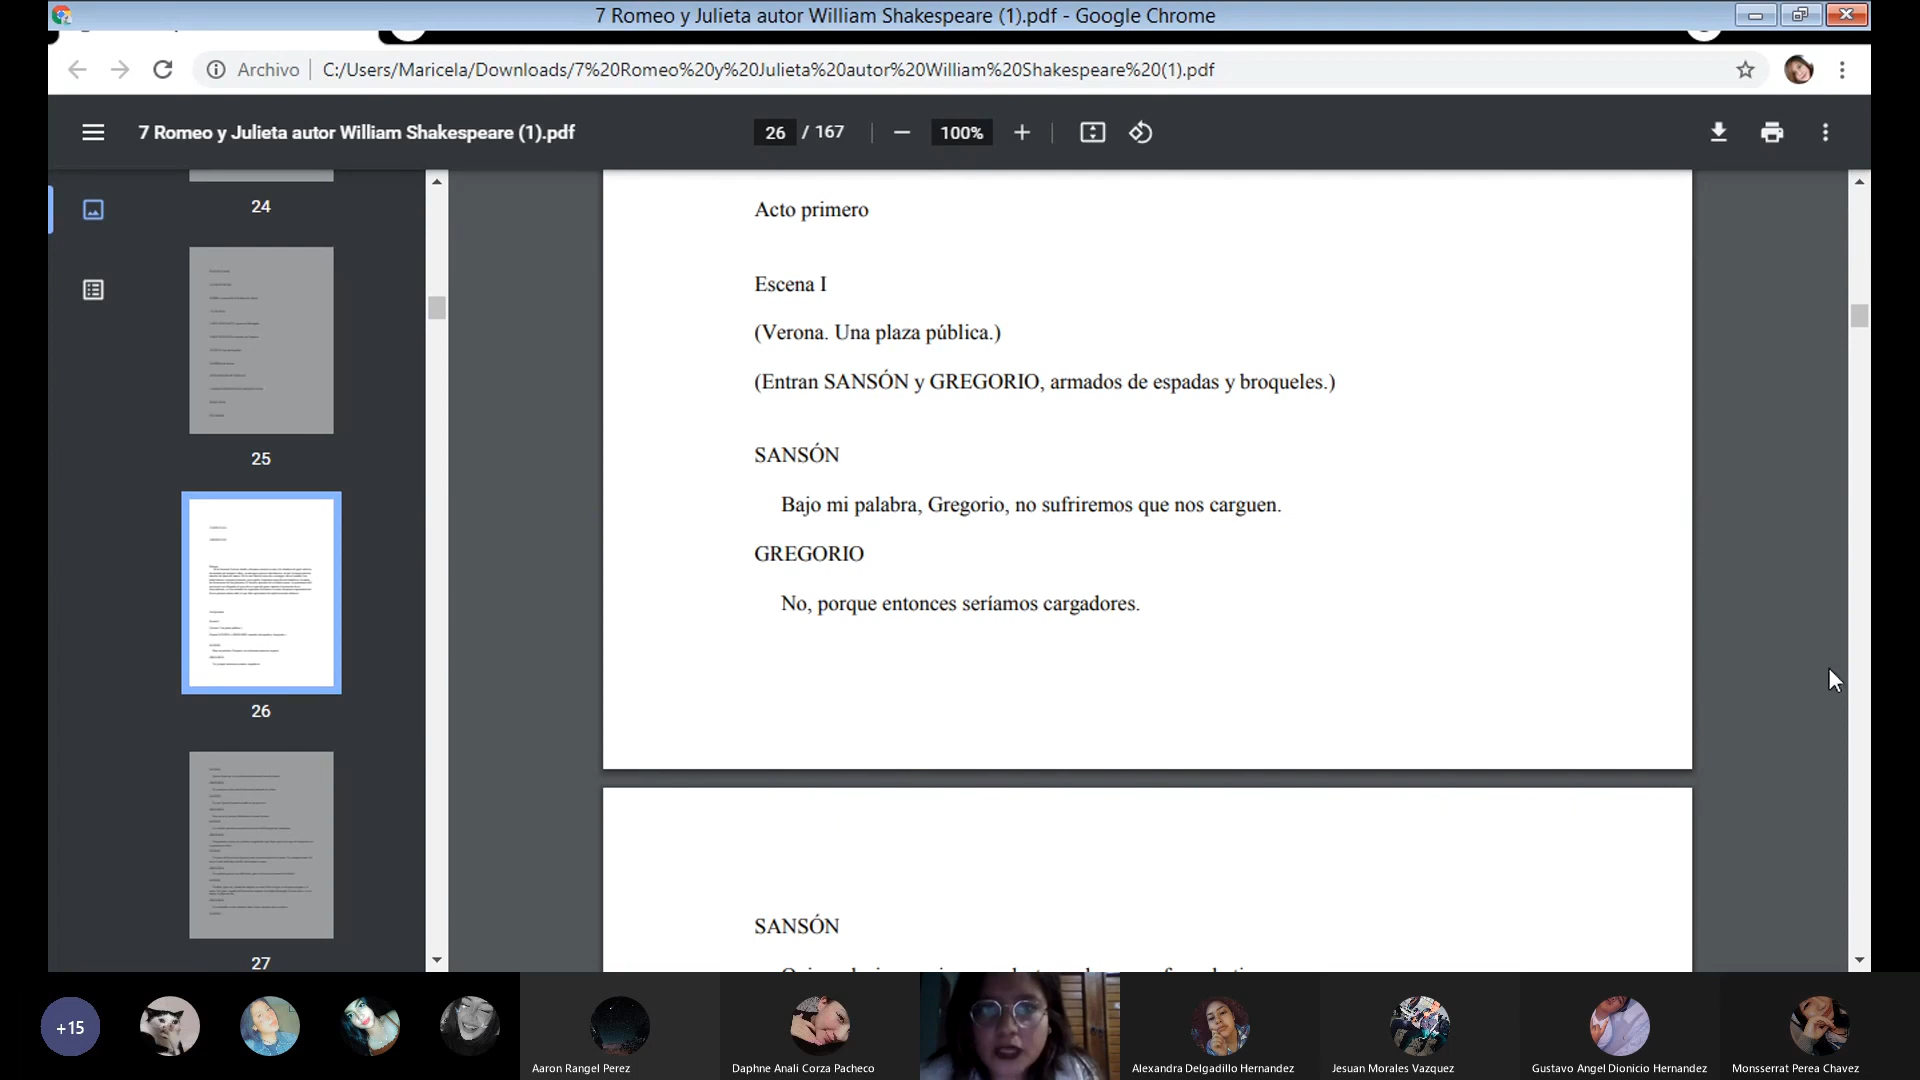 7 Romeo y Julieta autor William Shakespeare (1).pdf - Google Chrome
Archivo C:/Users/Maricela/Downloads/7%20Romeo%20y%20Julieta%20autor%20William%20Shakespeare%20(1).pdf
7 Romeo y Julieta autor William Shakespeare (1).pdf 26 / 167 100%
24
25
26
27
Acto primero
Escena I
(Verona. Una plaza pública.)
(Entran SANSÓN y GREGORIO, armados de espadas y broqueles.)
SANSÓN
Bajo mi palabra, Gregorio, no sufriremos que nos carguen.
GREGORIO
No, porque entonces seríamos cargadores.
SANSÓN
+15
Aaron Rangel Perez
Daphne Anali Corza Pacheco
Alexandra Delgadillo Hernandez
Jesuan Morales Vazquez
Gustavo Angel Dionicio Hernandez
Monsserrat Perea Chavez